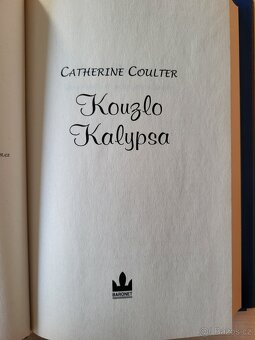 CATHERINE COULTER
Kouzlo
Kalypsa
BARONET